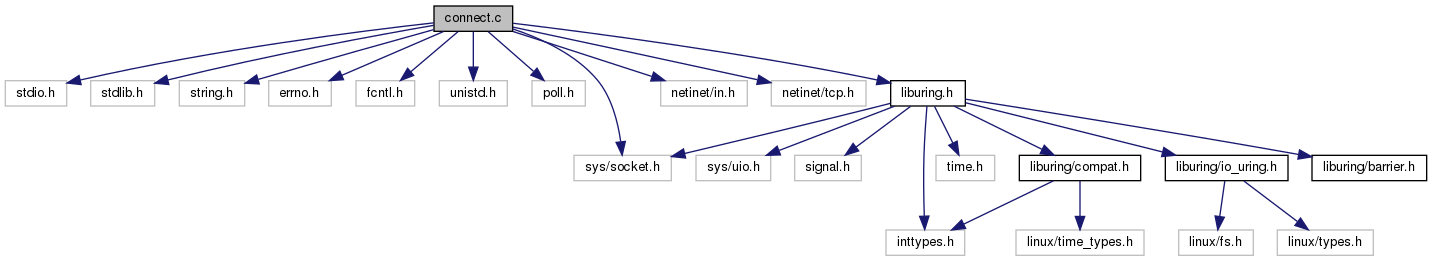 connect.c
stdio.h
stdlib.h
string.h
errno.h
fcntl.h
unistd.h
poll.h
netinet/in.h
netinet/tcp.h
liburing.h
sys/socket.h
sys/uio.h
signal.h
time.h
liburing/compat.h
liburing/io_uring.h
liburing/barrier.h
inttypes.h
linux/time_types.h
linux/fs.h
linux/types.h